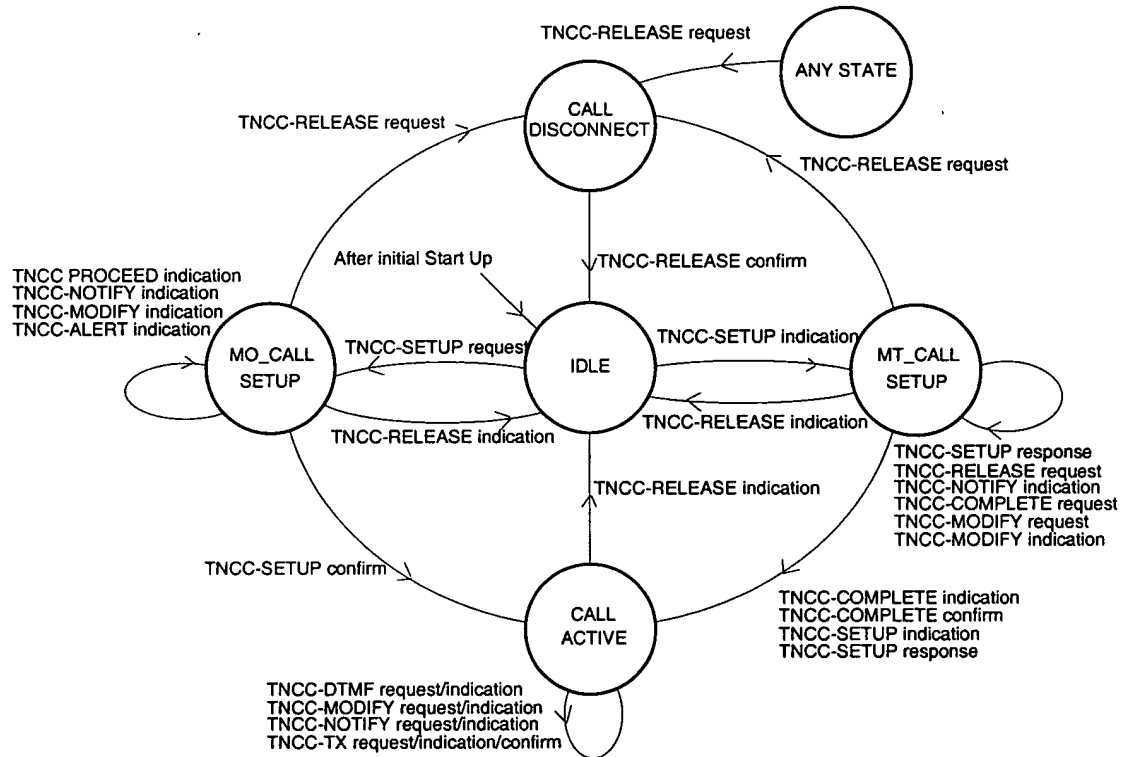 TNCC-RELEASE request
ANY STATE
CALL
DISCONNECT
TNCC-RELEASE request
TNCC-RELEASE request
After initial Start Up
TNCC-RELEASE confirm
TNCC PROCEED indication
TNCC-NOTIFY indication
TNCC-MODIFY indication
TNCC-ALERT indication
MO_CALL
SETUP
TNCC-SETUP request
IDLE
TNCC-SETUP indication
MT_CALL
SETUP
TNCC-RELEASE indication
TNCC-RELEASE indication
TNCC-SETUP response
TNCC-RELEASE request
TNCC-NOTIFY indication
TNCC-COMPLETE request
TNCC-MODIFY request
TNCC-MODIFY indication
TNCC-RELEASE indication
TNCC-SETUP confirm
CALL
ACTIVE
TNCC-COMPLETE indication
TNCC-COMPLETE confirm
TNCC-SETUP indication
TNCC-SETUP response
TNCC-DTMF request/indication
TNCC-MODIFY request/indication
TNCC-NOTIFY request/indication
TNCC-TX request/indication/confirm